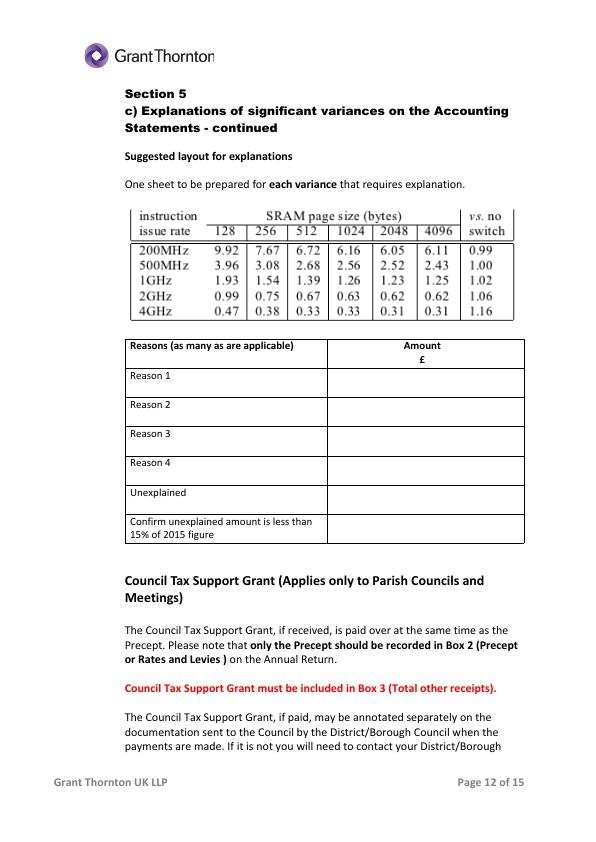 Grant Thornton
Section 5
c) Explanations of significant variances on the Accounting
Statements - continued
Suggested layout for explanations
One sheet to be prepared for each variance that requires explanation.
instruction SRAM page size (bytes) vs. no
issue rate 128 256 512 1024 2048 4096 switch
200MHz 9.92 7.67 6.72 6.16 6.05 6.11 0.99
500MHz 3.96 3.08 2.68 2.56 2.52 2.43 1.00
1GHz 1.93 1.54 1.39 1.26 1.23 1.25 1.02
2GHz 0.99 0.75 0.67 0.63 0.62 0.62 1.06
4GHz 0.47 0.38 0.33 0.33 0.31 0.31 1.16
Reasons (as many as are applicable) Amount
£
Reason 1
Reason 2
Reason 3
Reason 4
Unexplained
Confirm unexplained amount is less than
15% of 2015 figure
Council Tax Support Grant (Applies only to Parish Councils and
Meetings)
The Council Tax Support Grant, if received, is paid over at the same time as the
Precept. Please note that only the Precept should be recorded in Box 2 (Precept
or Rates and Levies ) on the Annual Return.
Council Tax Support Grant must be included in Box 3 (Total other receipts).
The Council Tax Support Grant, if paid, may be annotated separately on the
documentation sent to the Council by the District/Borough Council when the
payments are made. If it is not you will need to contact your District/Borough
Grant Thornton UK LLP Page 12 of 15